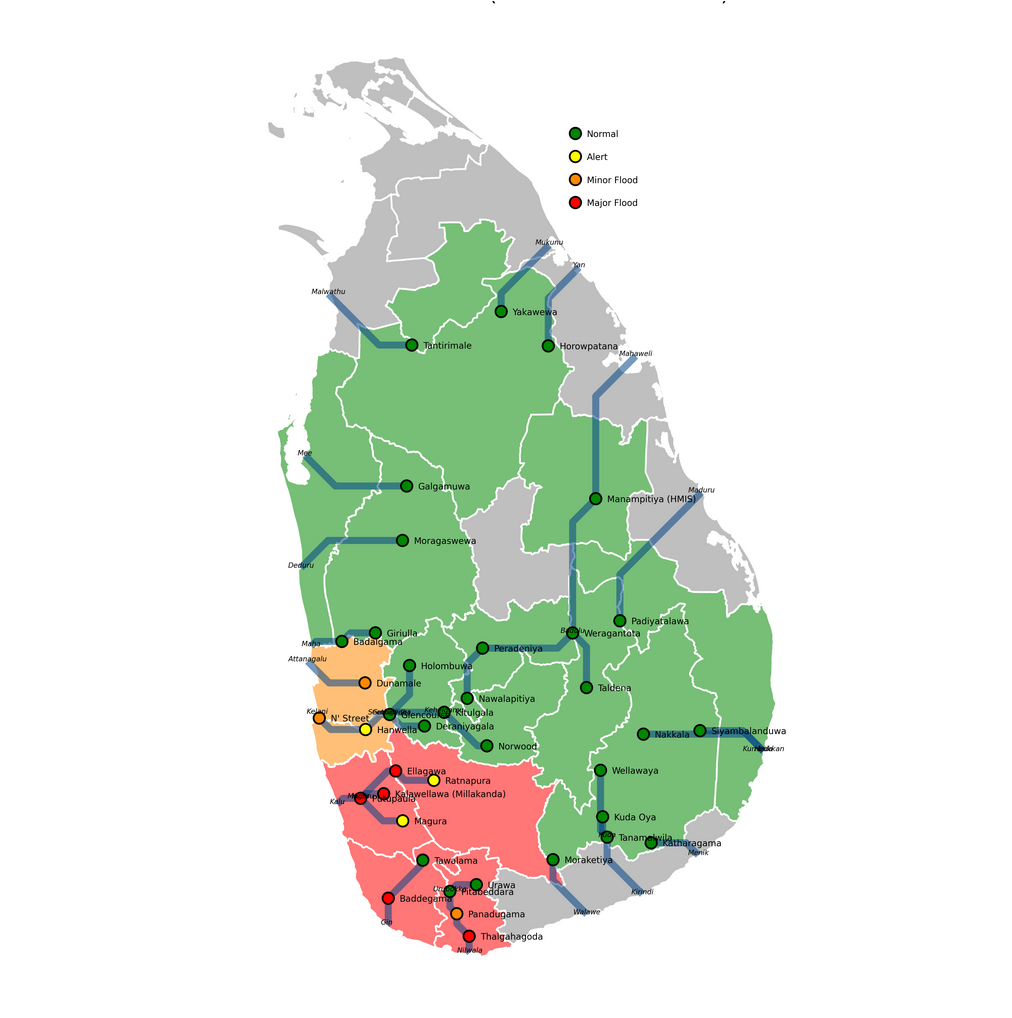 Normal
Alert
Minor Flood
Major Flood
Mukunu
Yan
Malwathu
Yakawewa
Tantirimale
Horowpatana
Mahaweli
Mee
Galgamuwa
Maduru
Manampitiya (HMIS)
Moragaswewa
Deduru
Padiyatalawa
Giriulla
Weragantota
Maha
Badalgama
Peradeniya
Attanagalu
Holombuwa
Dunamale
Taldena
Nawalapitiya
Kelani
N' Street
Glencourse
Kitulgala
Deraniyagala
Hanwella
Siyambalanduwa
Nakkala
Norwood
Ellagawa
Wellawaya
Ratnapura
Kalawellawa (Millakanda)
Kalu
Putupaula
Magura
Kuda Oya
Tanamalwila
Katharagama
Menik
Tawalama
Moraketiya
Urawa
Pitabeddara
Kirindi
Baddegama
Walawe
Panadugama
Gin
Thalgahagoda
Nilwala